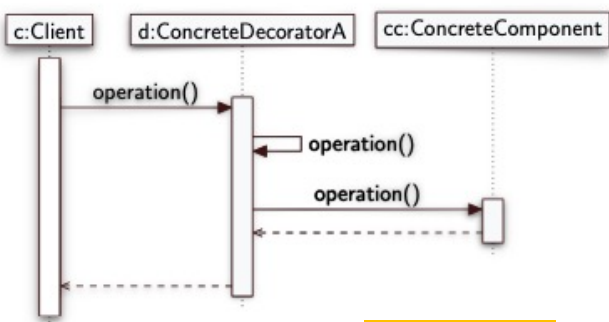 c:Client
d:ConcreteDecoratorA
cc:ConcreteComponent
operation()
operation()
operation()